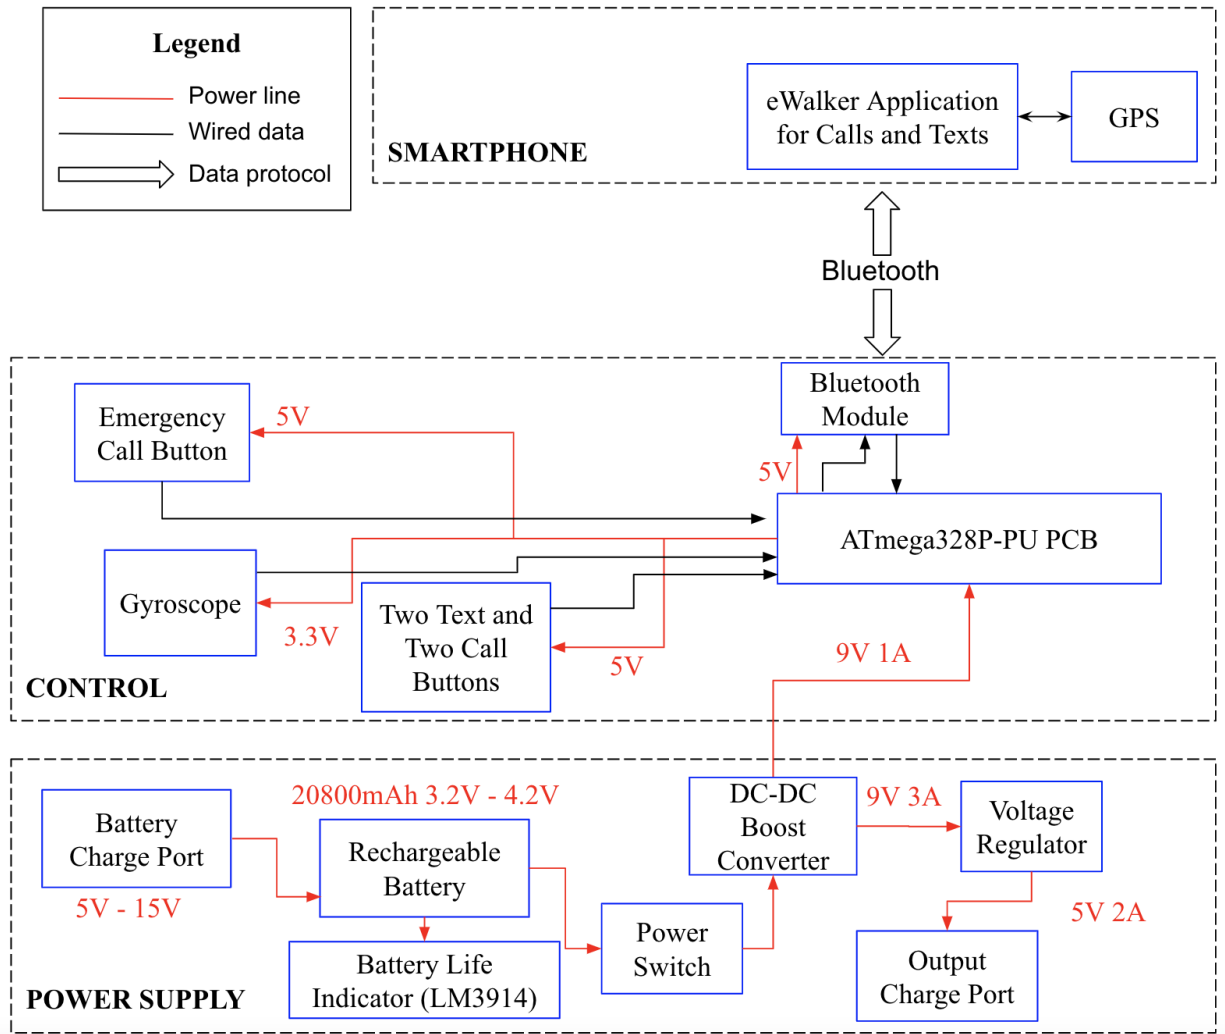 Legend
Power line
Wired data
Data protocol
SMARTPHONE
eWalker Application
for Calls and Texts
GPS
Bluetooth
Emergency
Call Button
5V
Bluetooth
Module
5V
ATmega328P-PU PCB
Gyroscope
3.3V
Two Text and
Two Call
Buttons
5V
9V 1A
CONTROL
Battery
Charge Port
5V - 15V
20800mAh 3.2V - 4.2V
Rechargeable
Battery
Battery Life
Indicator (LM3914)
Power
Switch
DC-DC
Boost
Converter
9V 3A
Voltage
Regulator
5V 2A
Output
Charge Port
POWER SUPPLY